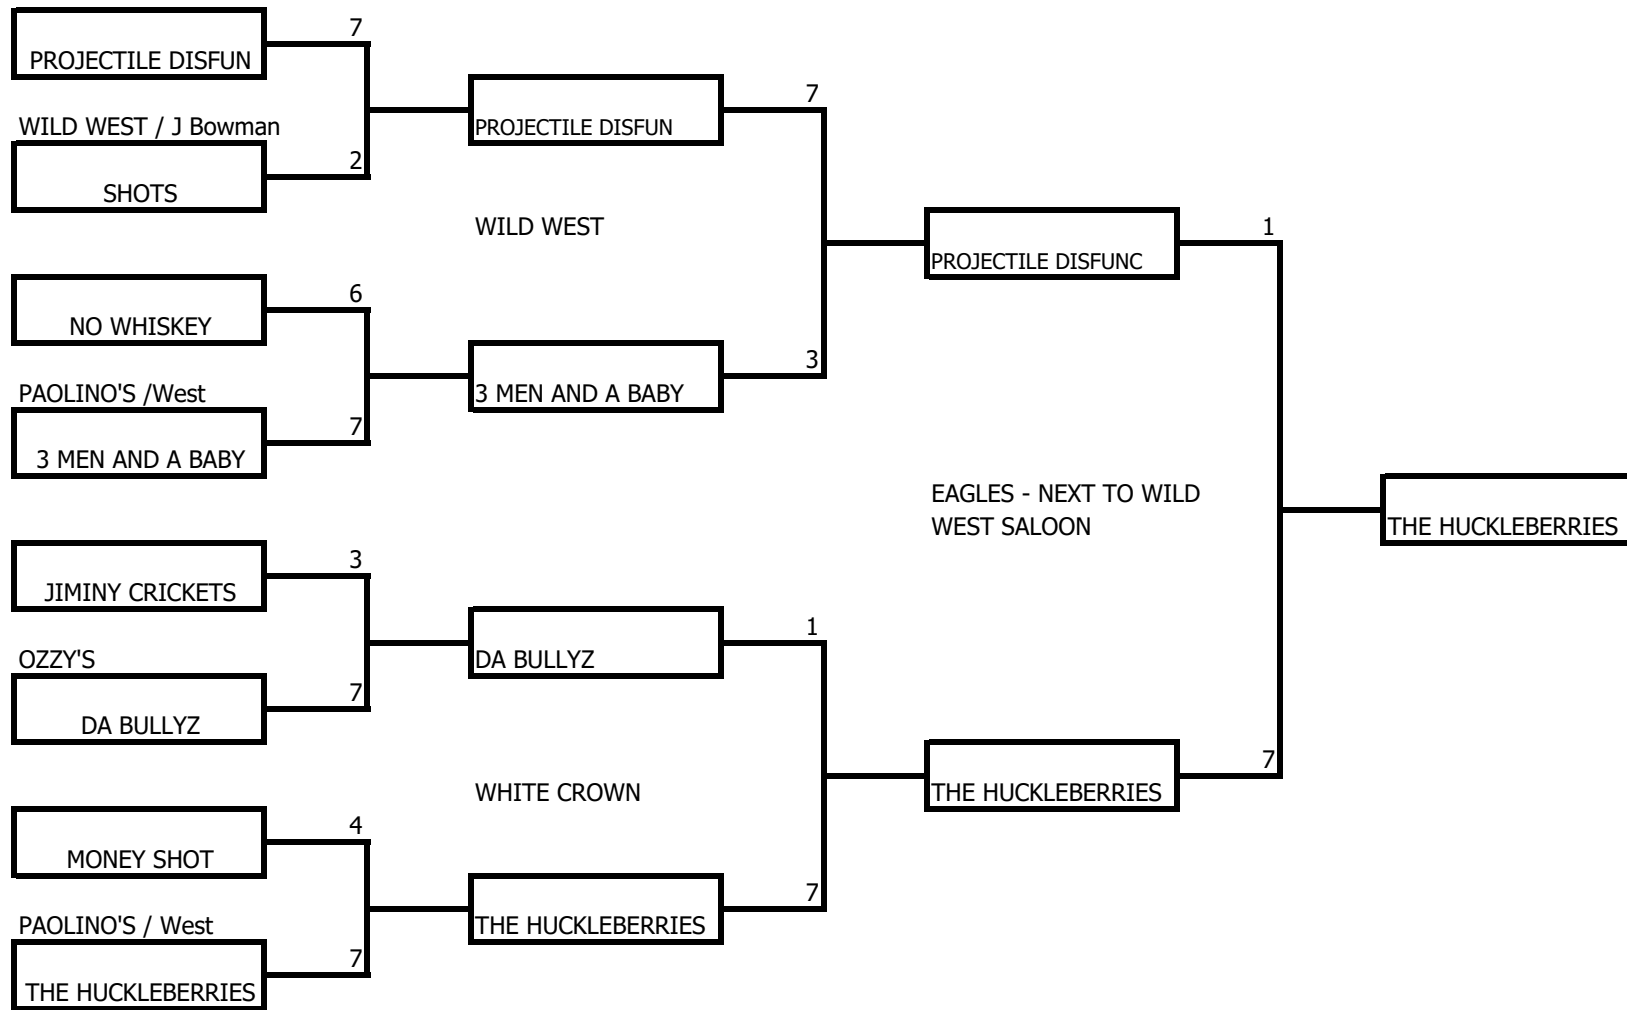 7
PROJECTILE DISFUN
WILD WEST / J Bowman
2
SHOTS
6
NO WHISKEY
PAOLINO'S /West
7
3 MEN AND A BABY
3
JIMINY CRICKETS
OZZY'S
7
DA BULLYZ
4
MONEY SHOT
PAOLINO'S / West
7
THE HUCKLEBERRIES
7
PROJECTILE DISFUN
WILD WEST
3
3 MEN AND A BABY
1
DA BULLYZ
WHITE CROWN
7
THE HUCKLEBERRIES
1
PROJECTILE DISFUNC
EAGLES - NEXT TO WILD
WEST SALOON
7
THE HUCKLEBERRIES
THE HUCKLEBERRIES